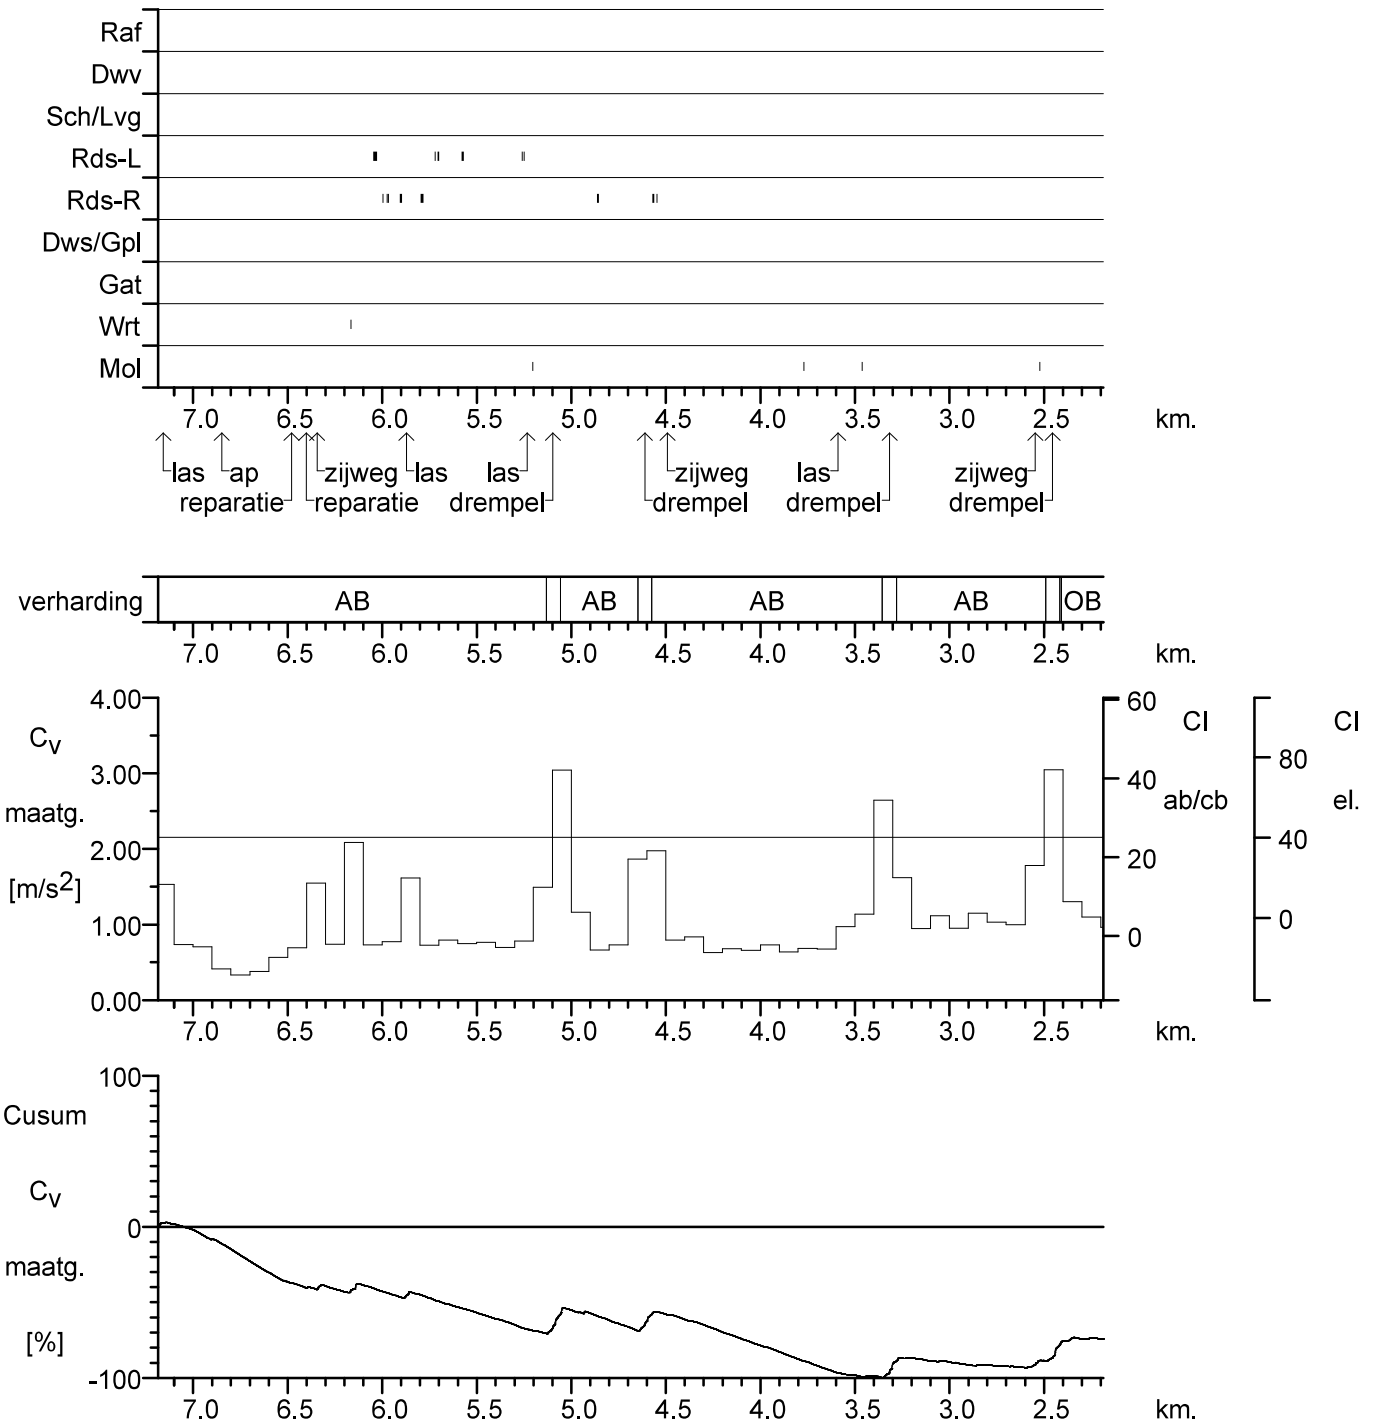 Raf
Dwv
Sch/Lvg
Rds-L
Rds-R
Dws/Gpl
Gat
Wrt
Mol
7.0 6.5 6.0 5.5 5.0 4.5 4.0 3.5 3.0 2.5 km.
las ap zijweg las las zijweg las zijweg
reparatie reparatie drempel drempel drempel drempel
verharding AB AB AB AB OB
7.0 6.5 6.0 5.5 5.0 4.5 4.0 3.5 3.0 2.5 km.
4.00 60
Cv CI CI
3.00 40 80
maatg. ab/cb el.
2.00 20 40
[m/s2]
1.00 0 0
0.00
7.0 6.5 6.0 5.5 5.0 4.5 4.0 3.5 3.0 2.5 km.
100
Cusum
Cv
0
maatg.
[%]
-100
7.0 6.5 6.0 5.5 5.0 4.5 4.0 3.5 3.0 2.5 km.